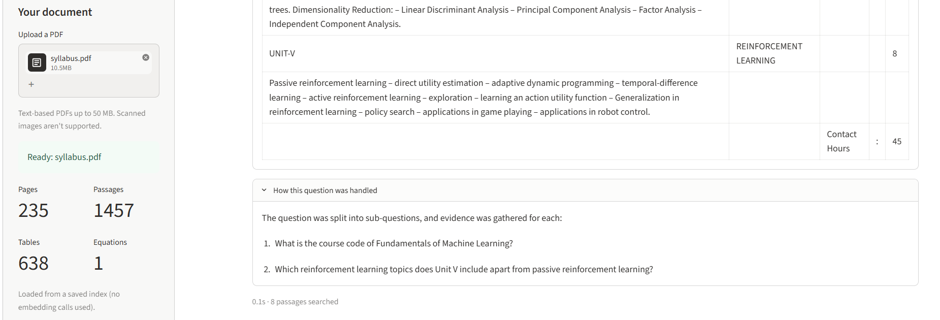 Your document
Upload a PDF
syllabus.pdf
10.5MB
+
Text-based PDFs up to 50 MB. Scanned
images aren't supported.
Ready: syllabus.pdf
Pages
Passages
235
1457
Tables
Equations
638
1
Loaded from a saved index (no
embedding calls used).
trees. Dimensionality Reduction: – Linear Discriminant Analysis – Principal Component Analysis – Factor Analysis –
Independent Component Analysis.
UNIT-V
REINFORCEMENT
LEARNING
8
Passive reinforcement learning – direct utility estimation – adaptive dynamic programming – temporal-difference
learning – active reinforcement learning – exploration – learning an action utility function – Generalization in
reinforcement learning – policy search – applications in game playing – applications in robot control.
Contact
Hours
:
45
How this question was handled
The question was split into sub-questions, and evidence was gathered for each:
1. What is the course code of Fundamentals of Machine Learning?
2. Which reinforcement learning topics does Unit V include apart from passive reinforcement learning?
0.1s · 8 passages searched